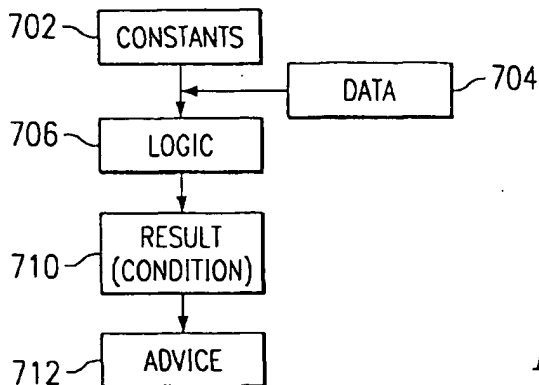 702
CONSTANTS
DATA
704
706
LOGIC
RESULT
(CONDITION)
710
712
ADVICE